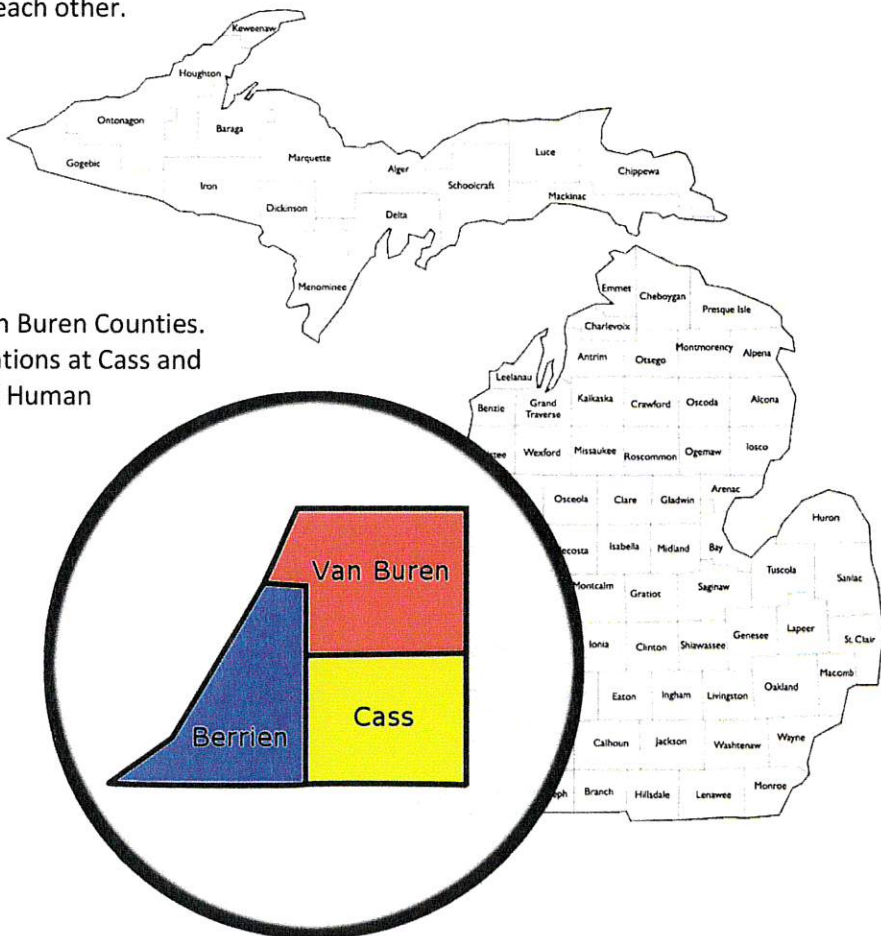 each other.
Keweenaw
Houghton
Ontonagon
Baraga
Gogebic
Marquette
Iron
Alger
Luce
Chippewa
Schoolcraft
Mackinac
Dickinson
Delta
Menominee
Emmet
Cheboygan
Presque Isle
Charlevoix
n Buren Counties.
ations at Cass and
Human
Antrim
Otsego
Montmorency
Alpena
Leelanau
Benzie
Grand
Traverse
Kalkaska
Crawford
Oscoda
Alcona
stee
Wexford
Missaukee
Roscommon
Ogemaw
Iosco
Osceola
Clare
Gladwin
Arenac
Huron
ecosta
Isabella
Midland
Bay
Tuscola
Sanilac
Montcalm
Gratiot
Saginaw
Ionia
Clinton
Shiawassee
Genesee
Lapeer
St. Clair
Eaton
Ingham
Livingston
Oakland
Macomb
Calhoun
Jackson
Washtenaw
Wayne
eph
Branch
Hillsdale
Lenawee
Monroe
Van Buren
Cass
Berrien